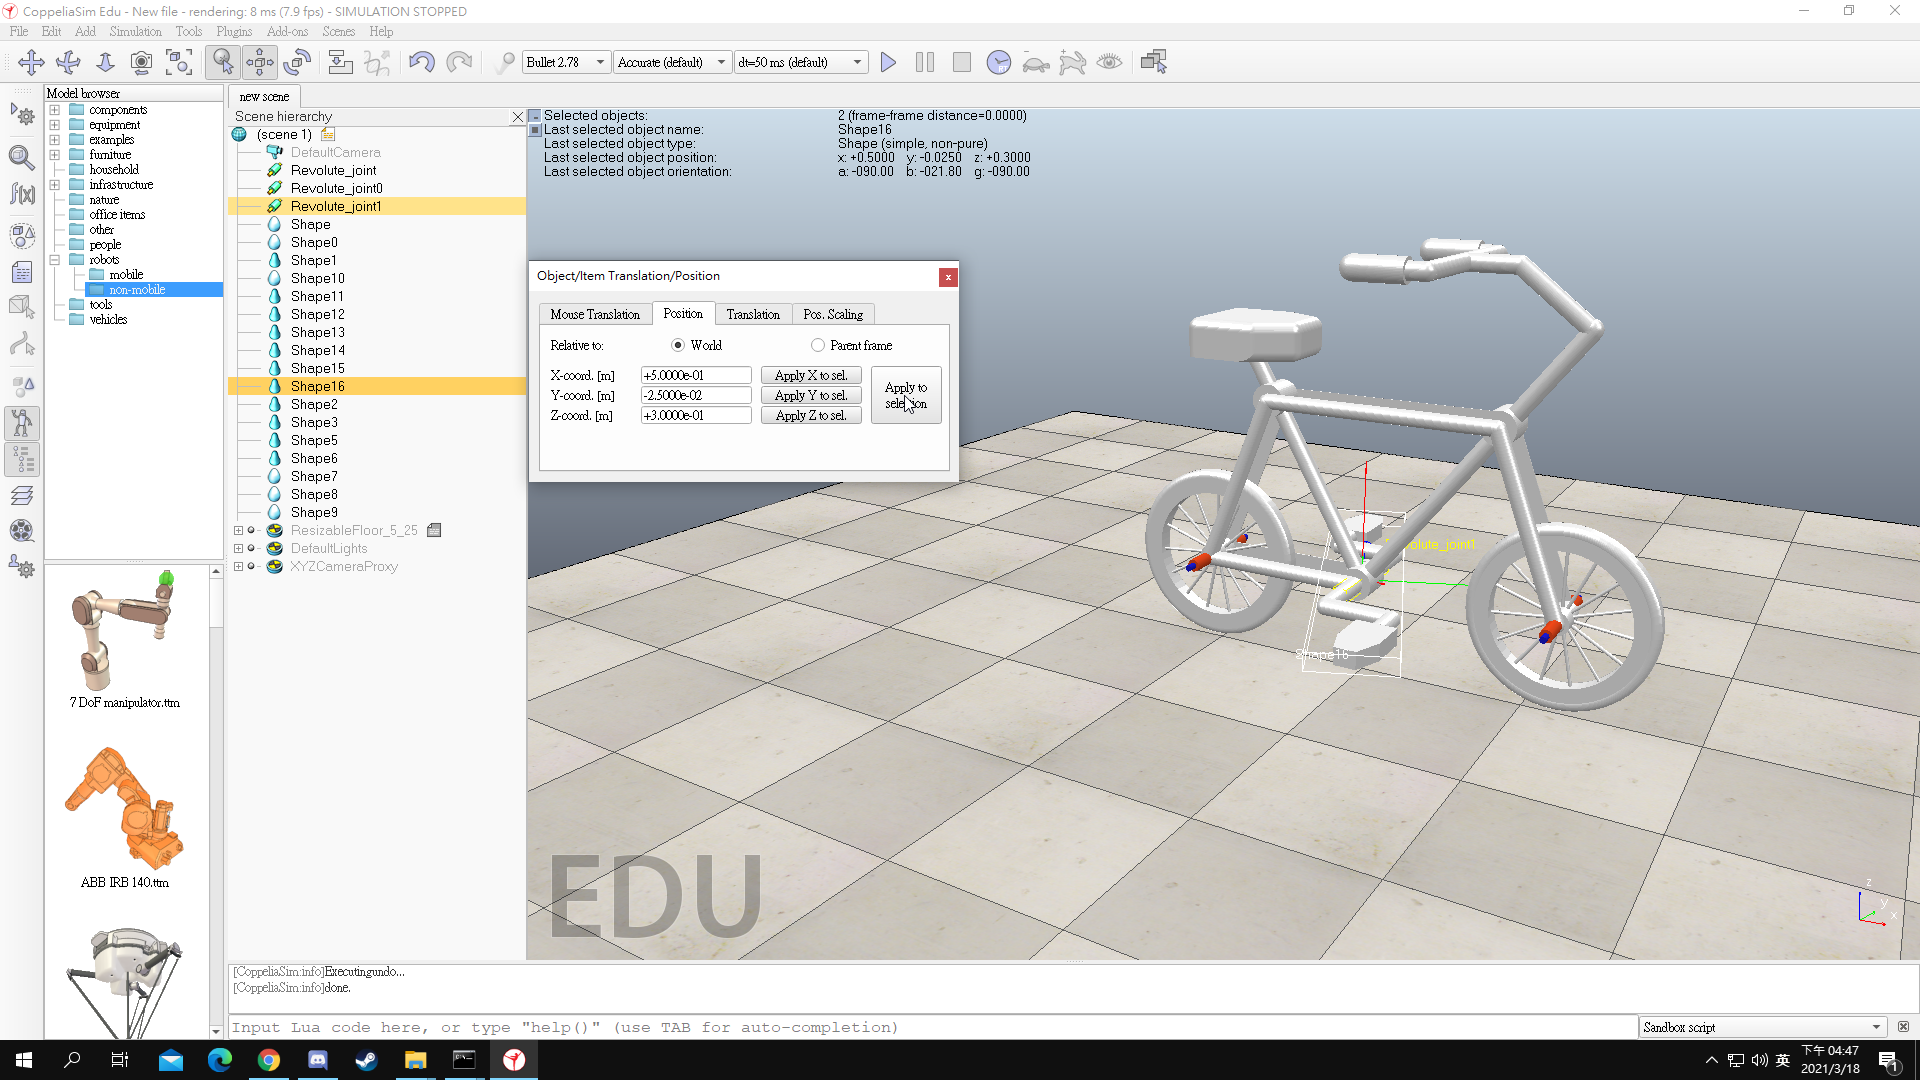 CoppeliaSim Edu - New file - rendering: 8 ms (7.9 fps) - SIMULATION STOPPED
File Edit Add Simulation Tools Plugins Add-ons Scenes Help
Bullet 2.78 Accurate (default) dt=50 ms (default)
Model browser
components
equipment
examples
furniture
household
infrastructure
nature
office items
other
people
robots
mobile
non-mobile
tools
vehicles
7 DoF manipulator.ttm
ABB IRB 140.ttm
new scene
Scene hierarchy
(scene 1)
DefaultCamera
Revolute_joint
Revolute_joint0
Revolute_joint1
Shape
Shape0
Shape1
Shape10
Shape11
Shape12
Shape13
Shape14
Shape15
Shape16
Shape2
Shape3
Shape5
Shape6
Shape7
Shape8
Shape9
ResizableFloor_5_25
DefaultLights
XYZCameraProxy
Selected objects: 2 (frame-frame distance=0.0000)
Last selected object name: Shape16
Last selected object type: Shape (simple, non-pure)
Last selected object position: x: +0.5000 y: -0.0250 z: +0.3000
Last selected object orientation: a: -090.00 b: -021.80 g: -090.00
Object/Item Translation/Position
x
Mouse Translation Position Translation Pos. Scaling
Relative to: World Parent frame
X-coord. [m] +5.0000e-01 Apply X to sel.
Y-coord. [m] -2.5000e-02 Apply Y to sel.
Z-coord. [m] +3.0000e-01 Apply Z to sel.
Apply to
selection
Revolute_joint1
Shape16
EDU
z
y
x
[CoppeliaSim:info]Executingundo...
[CoppeliaSim:info]done.
Input Lua code here, or type "help()" (use TAB for auto-completion)
Sandbox script
英
下午 04:47
2021/3/18
1